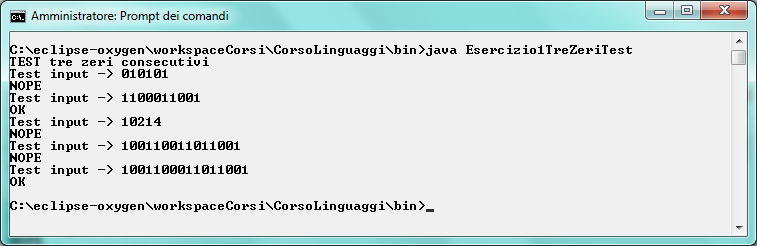 Amministratore: Prompt dei comandi
C:\eclipse-oxygen\workspaceCorsi\CorsoLinguaggi\bin>java Esercizio1TreZeriTest
TEST tre zeri consecutivi
Test input -> 010101
NOPE
Test input -> 1100011001
OK
Test input -> 10214
NOPE
Test input -> 100110011011001
NOPE
Test input -> 1001100011011001
OK
C:\eclipse-oxygen\workspaceCorsi\CorsoLinguaggi\bin>_